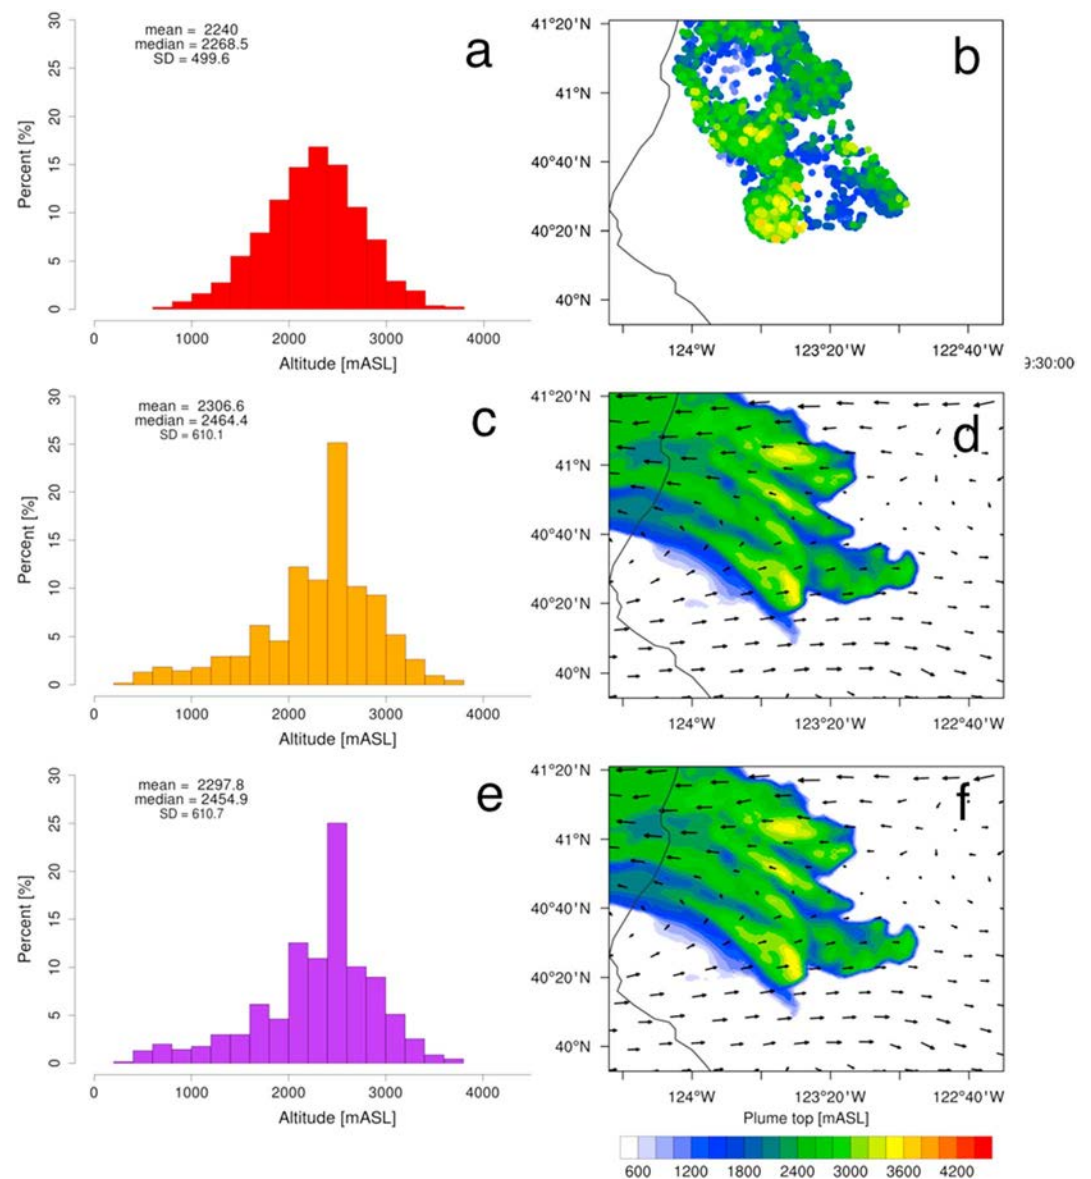 mean = 2240
median = 2268.5
SD = 499.6
a
30
25
20
15
10
5
0
Percent [%]
0 1000 2000 3000 4000
Altitude [mASL]
b
41°20'N
41°N
40°40'N
40°20'N
40°N
124°W 123°20'W 122°40'W
9:30:00
mean = 2306.6
median = 2464.4
SD = 610.1
c
30
25
20
15
10
5
0
Percent [%]
0 1000 2000 3000 4000
Altitude [mASL]
d
41°20'N
41°N
40°40'N
40°20'N
40°N
124°W 123°20'W 122°40'W
mean = 2297.8
median = 2454.9
SD = 610.7
e
30
25
20
15
10
5
0
Percent [%]
0 1000 2000 3000 4000
Altitude [mASL]
f
41°20'N
41°N
40°40'N
40°20'N
40°N
124°W 123°20'W 122°40'W
Plume top [mASL]
600 1200 1800 2400 3000 3600 4200